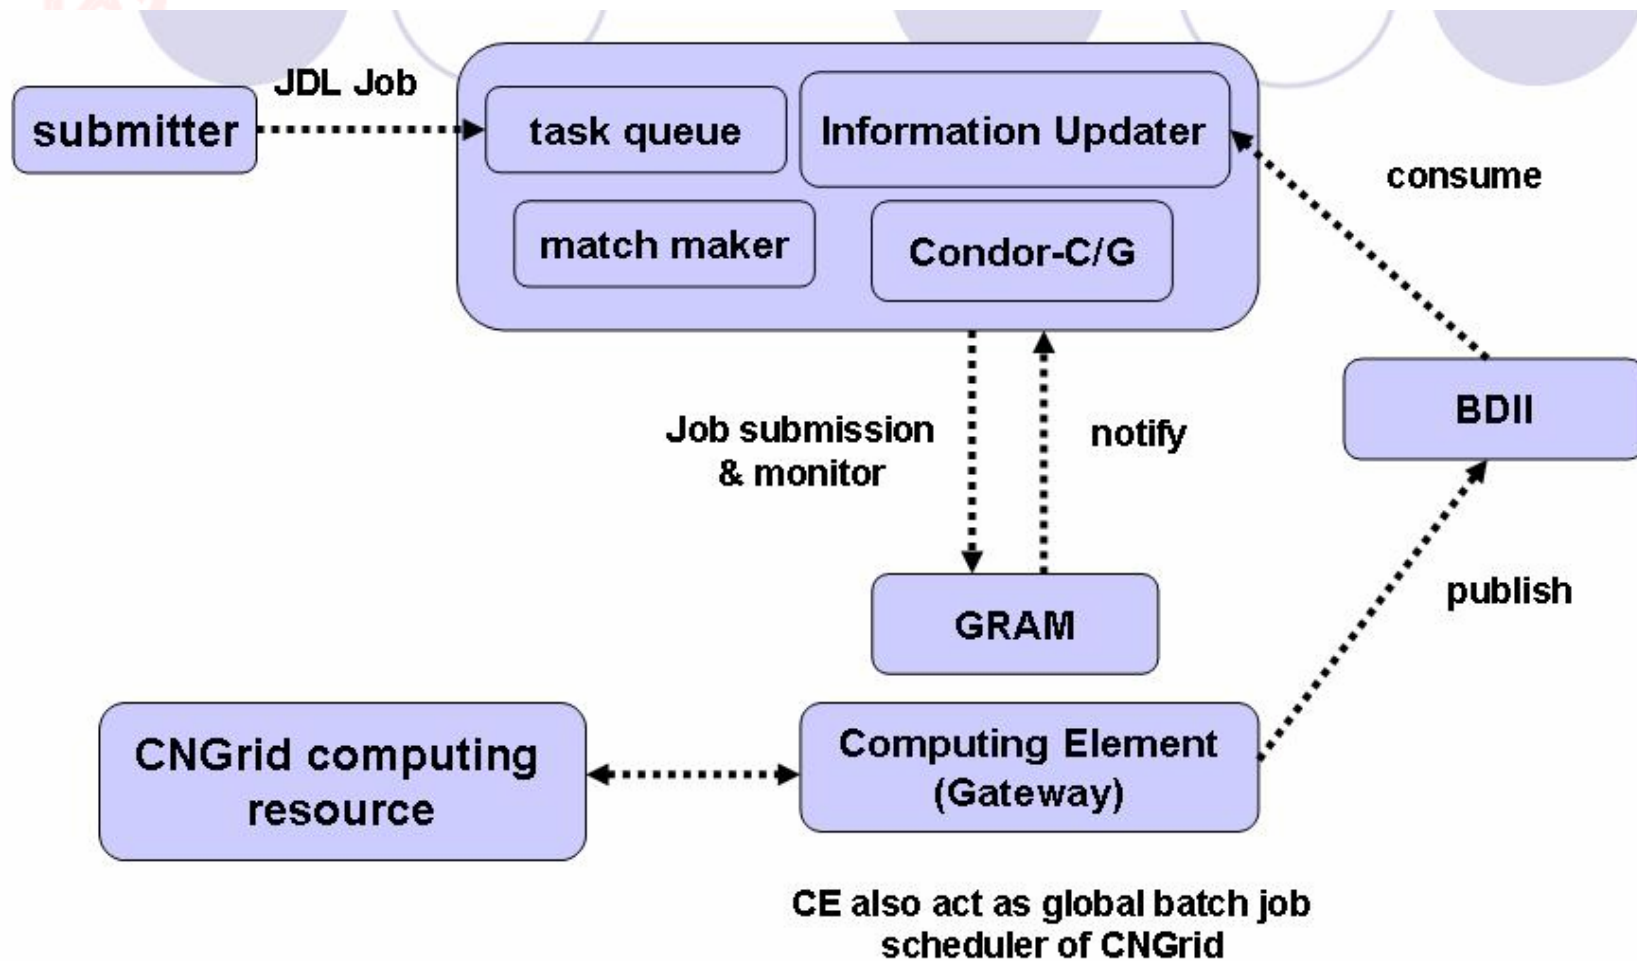 JDL Job
submitter
task queue
Information Updater
match maker
Condor-C/G
consume
BDII
Job submission
& monitor
notify
GRAM
publish
CNGrid computing
resource
Computing Element
(Gateway)
CE also act as global batch job
scheduler of CNGrid